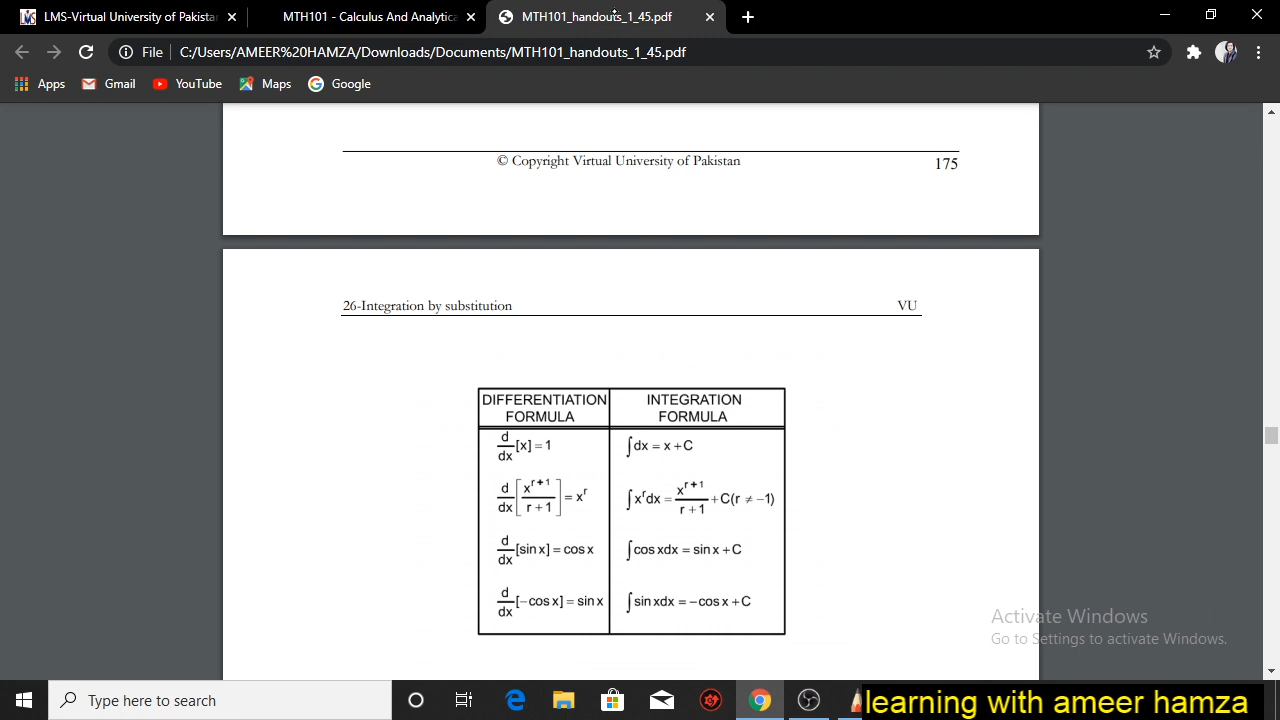 LMS-Virtual University of Pakistan
MTH101 - Calculus And Analytica
MTH101_handouts_1_45.pdf
File
C:/Users/AMEER%20HAMZA/Downloads/Documents/MTH101_handouts_1_45.pdf
Apps
Gmail
YouTube
Maps
Google
© Copyright Virtual University of Pakistan 175
26-Integration by substitution VU
DIFFERENTIATION FORMULA
INTEGRATION FORMULA
d/dx [x] = 1
∫dx = x + C
d/dx [x^(r+1) / (r+1)] = x^r
∫x^r dx = x^(r+1) / (r+1) + C(r ≠ −1)
d/dx [sin x] = cos x
∫cos xdx = sin x + C
d/dx [−cos x] = sin x
∫sin xdx = −cos x + C
Activate Windows
Go to Settings to activate Windows.
Type here to search
learning with ameer hamza